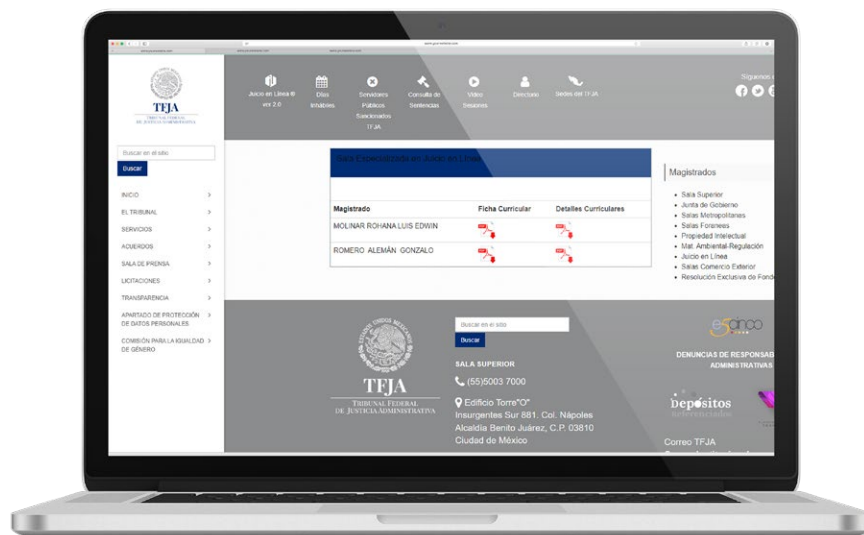 TFJA
TRIBUNAL FEDERAL
DE JUSTICIA ADMINISTRATIVA
Buscar en el sitio
Buscar
INICIO
EL TRIBUNAL
SERVICIOS
ACUERDOS
SALA DE PRENSA
LICITACIONES
TRANSPARENCIA
APARTADO DE PROTECCIÓN
DE DATOS PERSONALES
COMISIÓN PARA LA IGUALDAD
DE GÉNERO
Juicio en Línea ®
ver 2.0
Días
Inhábiles
Servidores
Públicos
Sancionados
TFJA
Consulta de
Sentencias
Video
Sesiones
Directorio
Sedes del TFJA
Síguenos
Sala Especializada en Juicio en Línea
Magistrado Ficha Curricular Detalles Curriculares
MOLINAR ROHANA LUIS EDWIN
ROMERO ALEMÁN GONZALO
Magistrados
Sala Superior
Junta de Gobierno
Salas Metropolitanas
Salas Foraneas
Propiedad Intelectual
Mat. Ambiental-Regulación
Juicio en Línea
Salas Comercio Exterior
Resolución Exclusiva de Fond
ESTADOS UNIDOS MEXICANOS
TFJA
TRIBUNAL FEDERAL
DE JUSTICIA ADMINISTRATIVA
Buscar en el sitio
Buscar
SALA SUPERIOR
(55)5003 7000
Edificio Torre"O"
Insurgentes Sur 881. Col. Nápoles
Alcaldía Benito Juárez, C.P. 03810
Ciudad de México
e5cinco
DENUNCIAS DE RESPONSAB
ADMINISTRATIVAS
Depósitos
referenciados
Correo TFJA